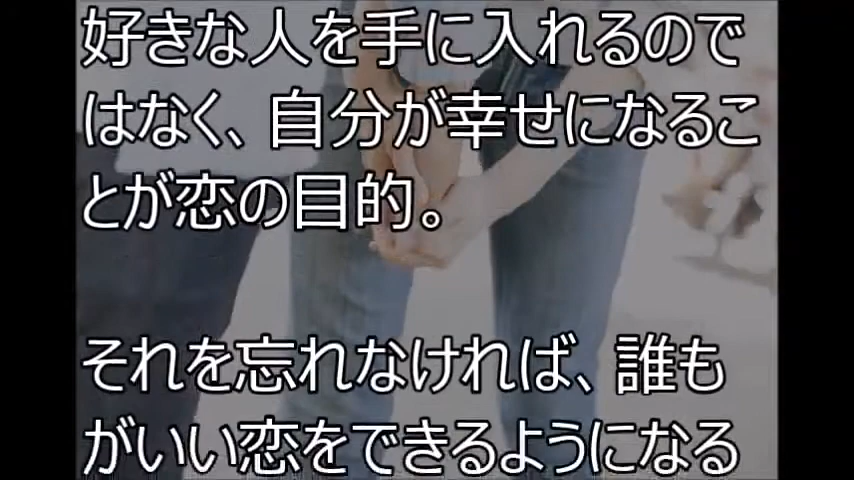 好きな人を手に入れるので
はなく、自分が幸せになるこ
とが恋の目的。
それを忘れなければ、誰も
がいい恋をできるようになる